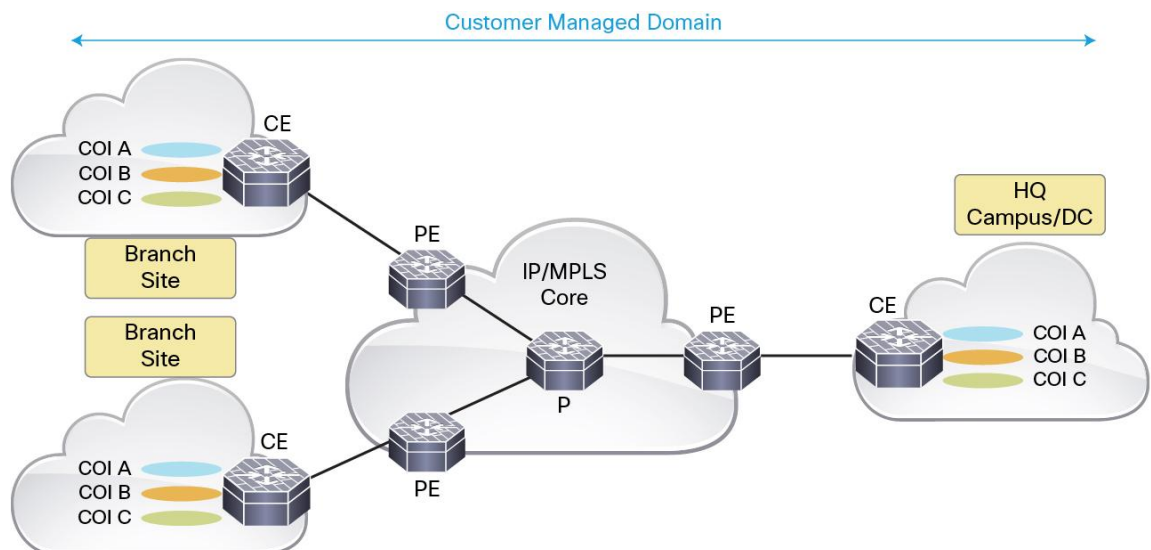 Customer Managed Domain
CE
COI A
COI B
COI C
Branch
Site
Branch
Site
CE
COI A
COI B
COI C
PE
IP/MPLS
Core
P
PE
PE
HQ
Campus/DC
CE
COI A
COI B
COI C